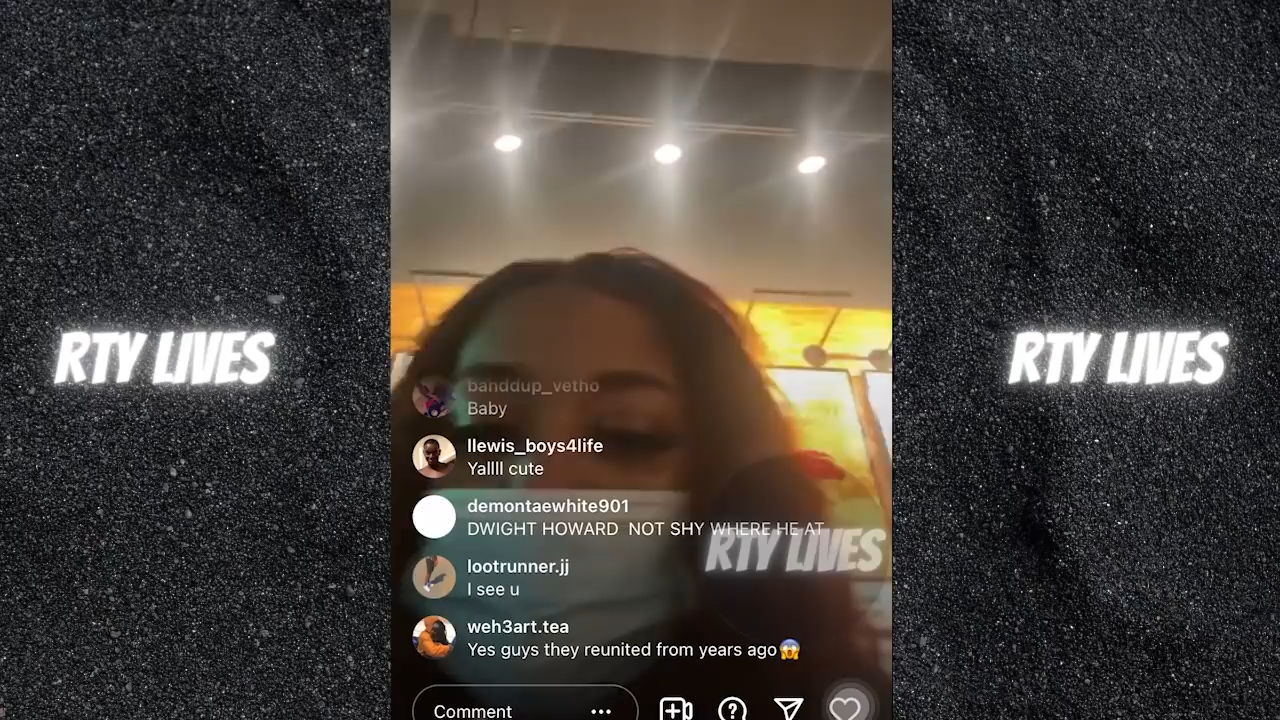 RTY LIVES
RTY LIVES
banddup_vetho
Baby
llewis_boys4life
Yallll cute
demontaewhite901
DWIGHT HOWARD  NOT SHY WHERE HE AT
RTY LIVES
lootrunner.jj
I see u
weh3art.tea
Yes guys they reunited from years ago😱
Comment